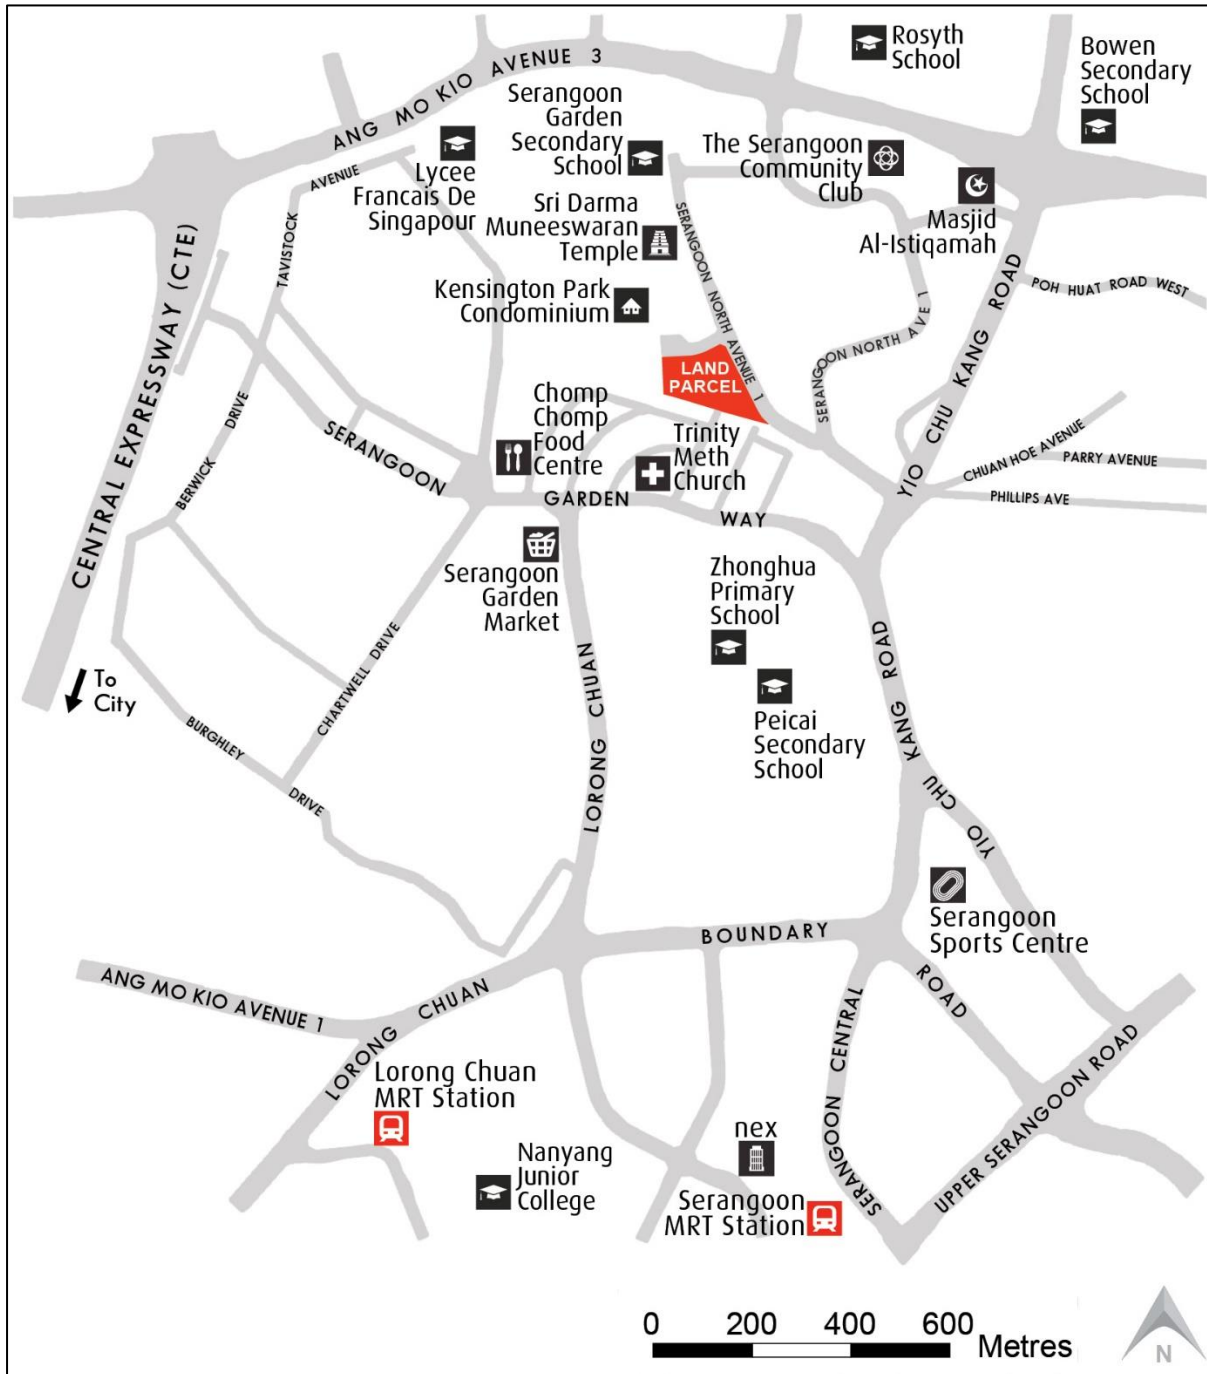 Rosyth
School
Bowen
Secondary
School
ANG MO KIO AVENUE 3
Serangoon
Garden
Secondary
School
The Serangoon
Community
Club
Lycee
Francais De
Singapour
Masjid
Al-Istiqamah
Sri Darma
Muneeswaran
Temple
Kensington Park
Condominium
TAVISTOCK
AVENUE
SERANGOON NORTH AVENUE 1
SERANGOON NORTH AVE 1
POH HUAT ROAD WEST
YIO CHU KANG ROAD
CENTRAL EXPRESSWAY (CTE)
LAND
PARCEL
Chomp
Chomp
Food
Centre
Trinity
Meth
Church
BERWICK DRIVE
SERANGOON GARDEN WAY
CHUAN HOE AVENUE
PARRY AVENUE
PHILLIPS AVE
Serangoon
Garden
Market
Zhonghua
Primary
School
Peicai
Secondary
School
CHARTWELL DRIVE
LORONG CHUAN
YIO CHU KANG ROAD
To
City
BURGHLEY DRIVE
Serangoon
Sports Centre
BOUNDARY ROAD
ANG MO KIO AVENUE 1
LORONG CHUAN
SERANGOON CENTRAL
SERANGOON
UPPER SERANGOON ROAD
Lorong Chuan
MRT Station
Nanyang
Junior
College
nex
Serangoon
MRT Station
0 200 400 600 Metres
N